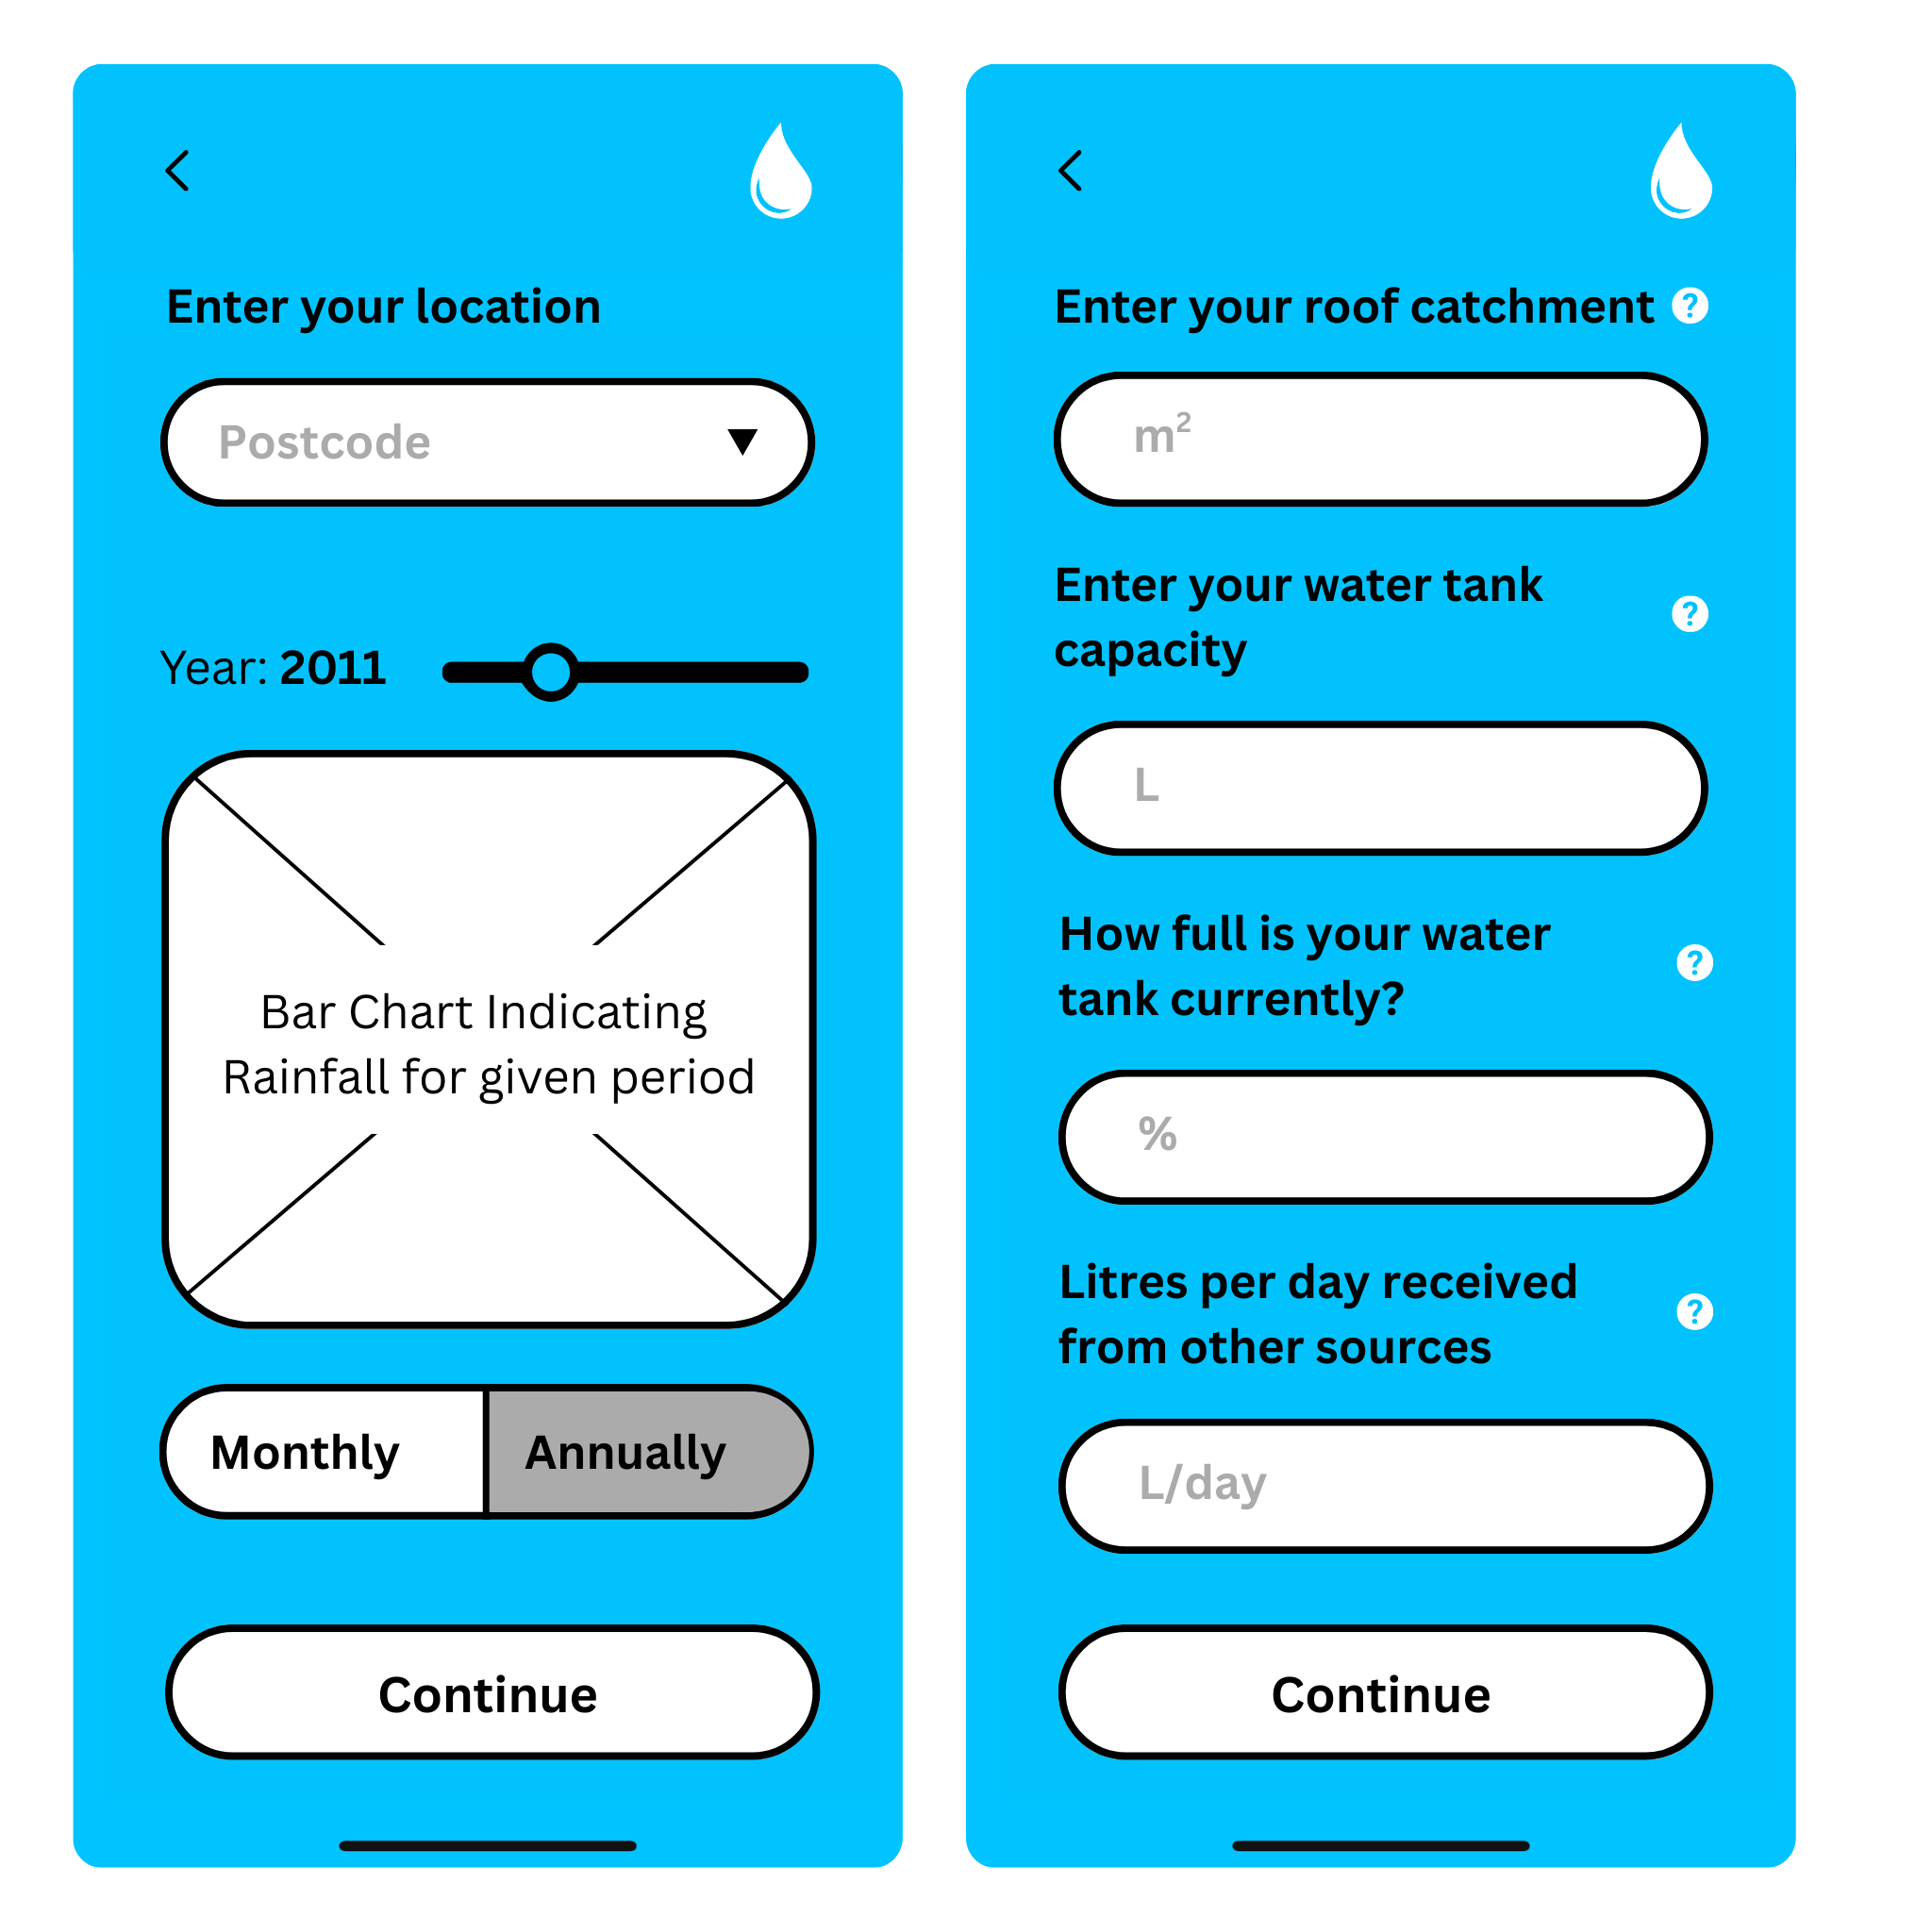 Enter your location
Postcode
Year: 2011
Bar Chart Indicating
Rainfall for given period
Monthly
Annually
Continue
Enter your roof catchment ?
m²
Enter your water tank
capacity
?
L
How full is your water
tank currently?
?
%
Litres per day received
from other sources
?
L/day
Continue